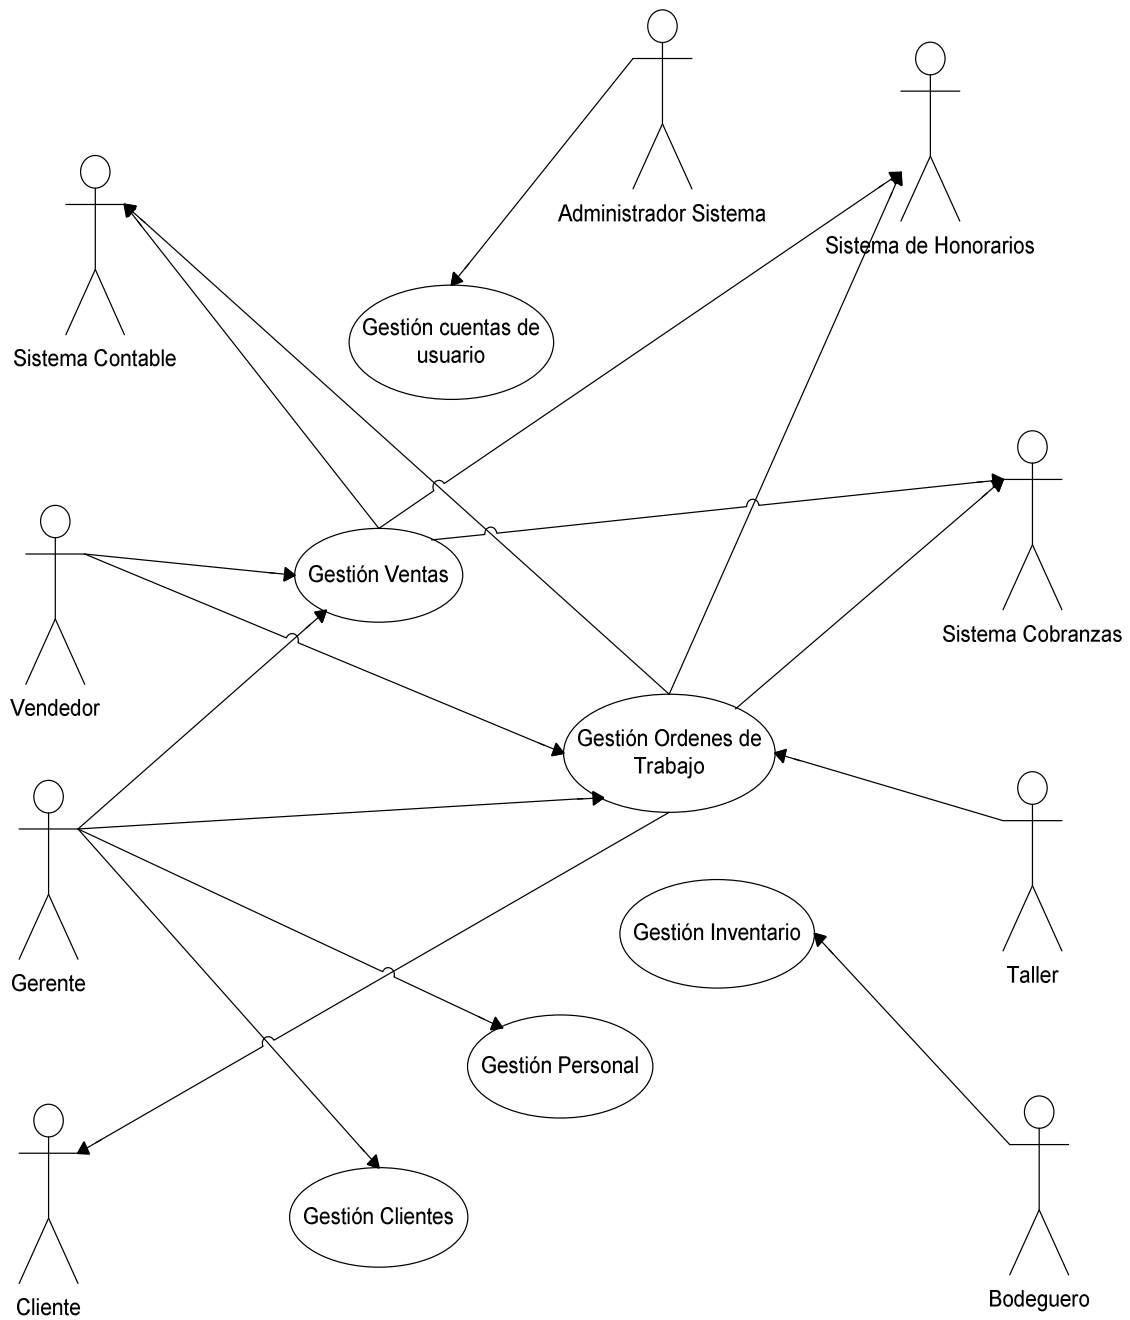 Administrador Sistema
Sistema de Honorarios
Sistema Contable
Gestión cuentas de
usuario
Gestión Ventas
Sistema Cobranzas
Vendedor
Gestión Ordenes de
Trabajo
Gestión Inventario
Taller
Gerente
Gestión Personal
Gestión Clientes
Bodeguero
Cliente